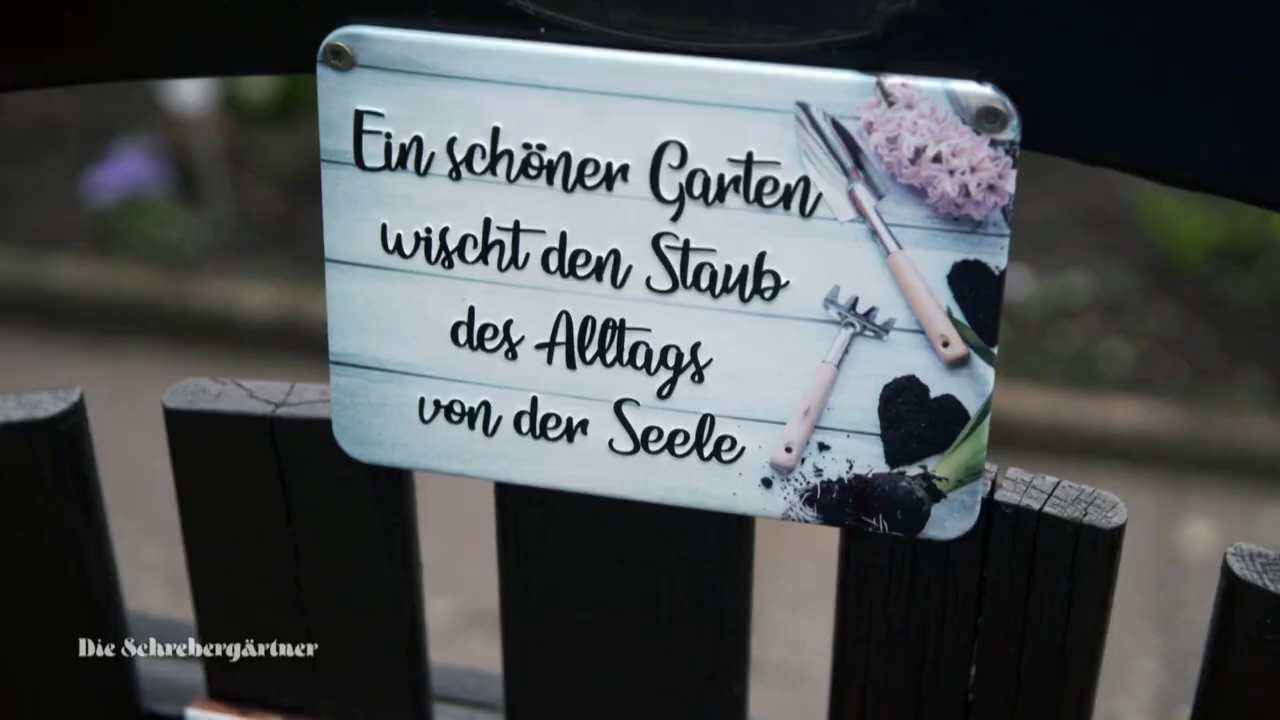 Ein schöner Garten
wischt den Staub
des Alltags
von der Seele
Die Schrebergärtner